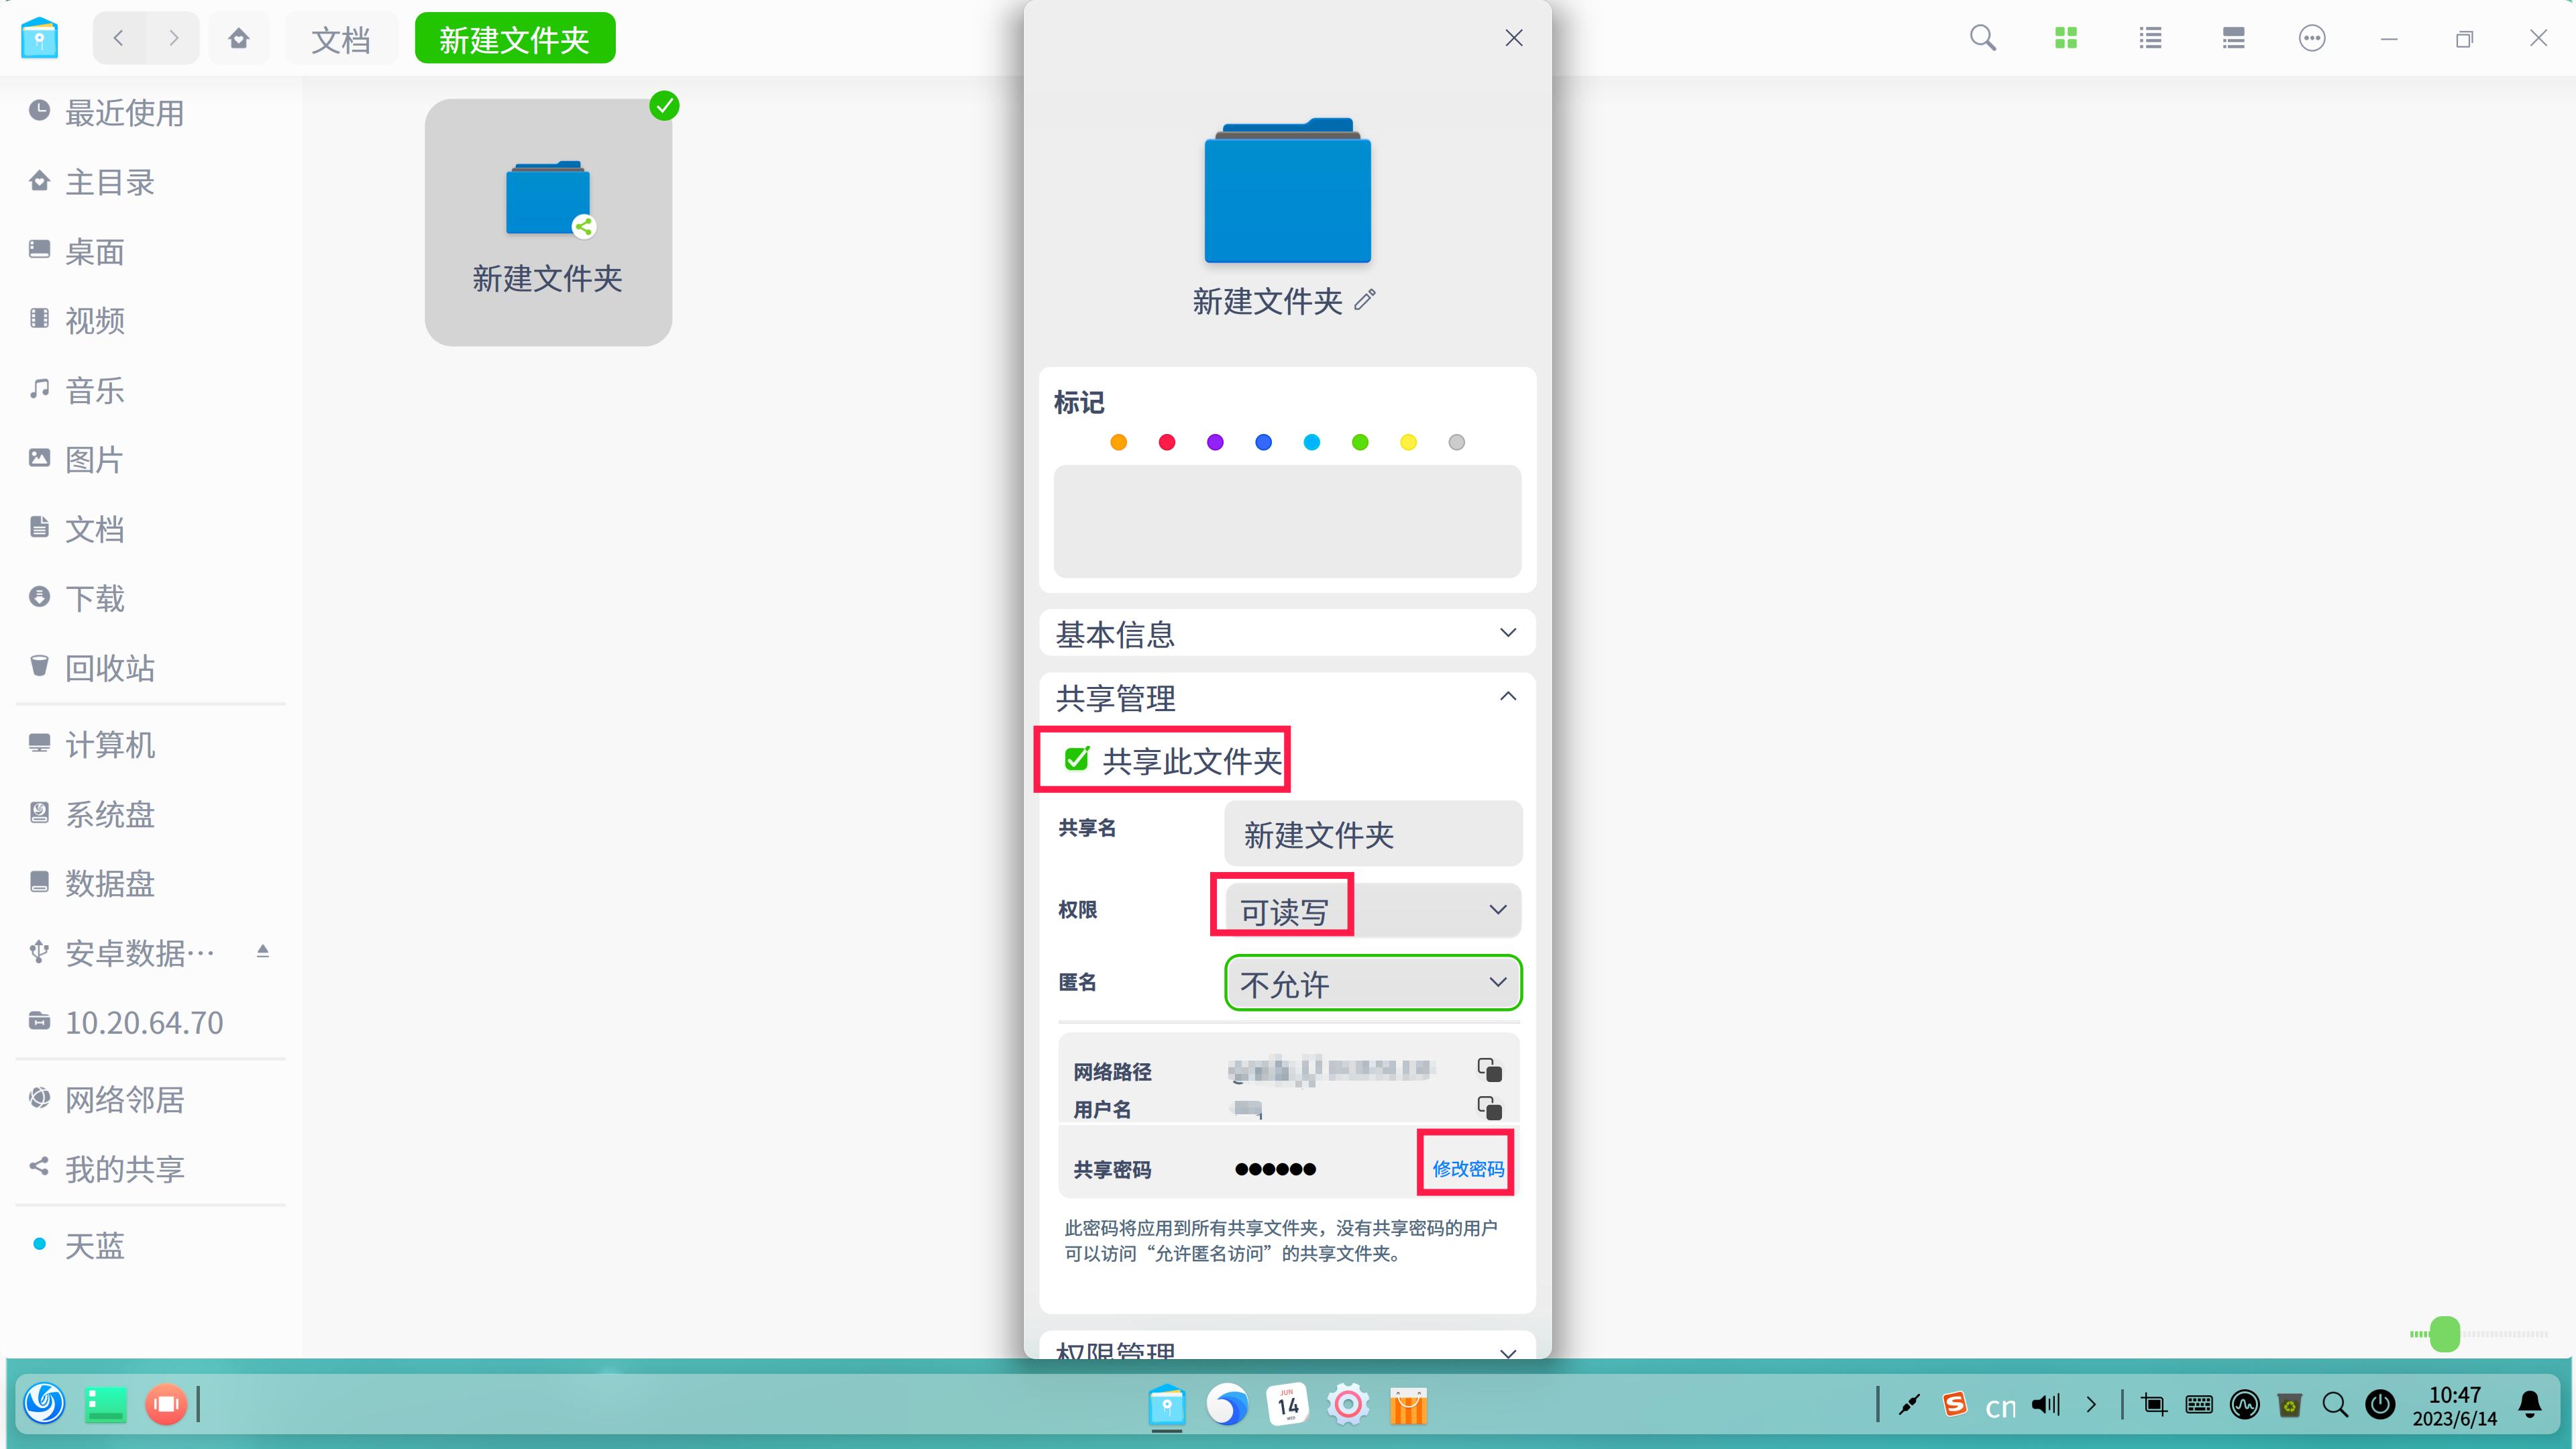 文档
新建文件夹
最近使用
主目录
桌面
视频
音乐
图片
文档
下载
回收站
计算机
系统盘
数据盘
安卓数据…
10.20.64.70
网络邻居
我的共享
天蓝
新建文件夹
新建文件夹
标记
基本信息
共享管理
共享此文件夹
共享名 新建文件夹
权限 可读写
匿名 不允许
网络路径
用户名
共享密码 ●●●●●● 修改密码
此密码将应用到所有共享文件夹，没有共享密码的用户
可以访问“允许匿名访问”的共享文件夹。
权限管理
JUN
14
WED
S
cn
10:47
2023/6/14